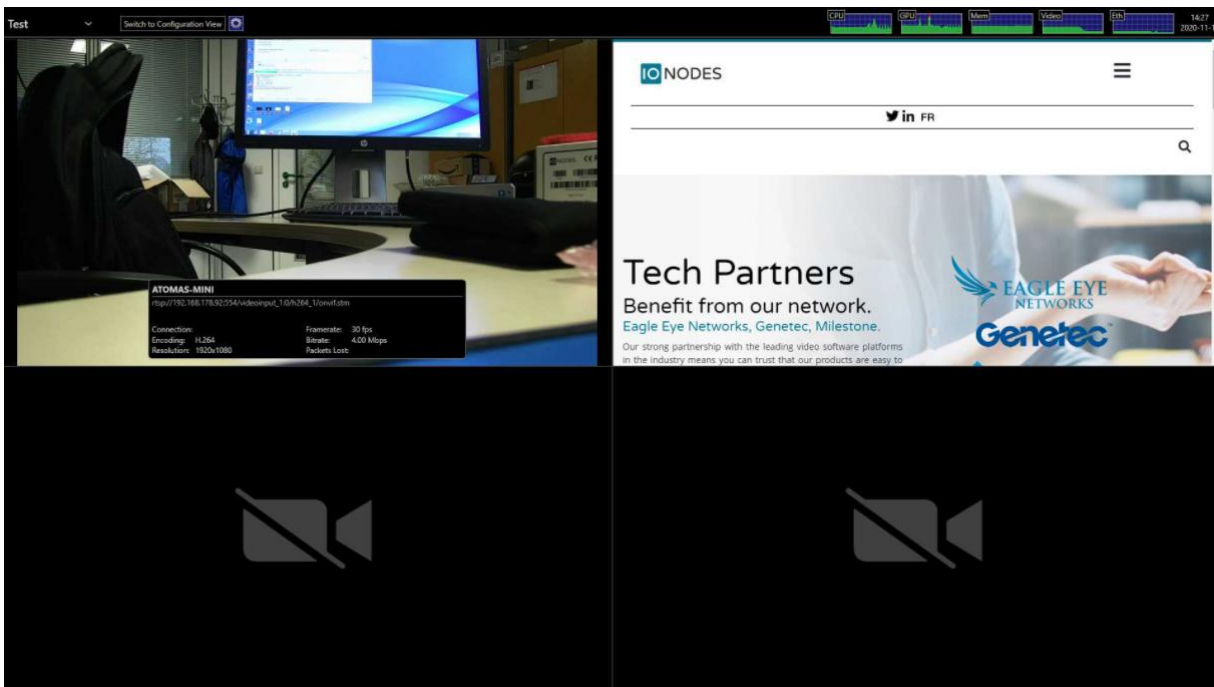 Test
Switch to Configuration View
CPU
GPU
Mem
Video
Eth
14:27
2020-11-1
IONODES
FR
Tech Partners
Benefit from our network.
Eagle Eye Networks, Genetec, Milestone.
Our strong partnership with the leading video software platforms
in the industry means you can trust that our products are easy to
EAGLE EYE
NETWORKS
Genetec
ATOMAS-MINI
rtsp://192.168.178.92:554/videoinput_1:0/h264_1/onvif.stm
Connection:
Framerate: 30 fps
Encoding: H.264
Bitrate: 4.00 Mbps
Resolution: 1920x1080
Packets Lost: